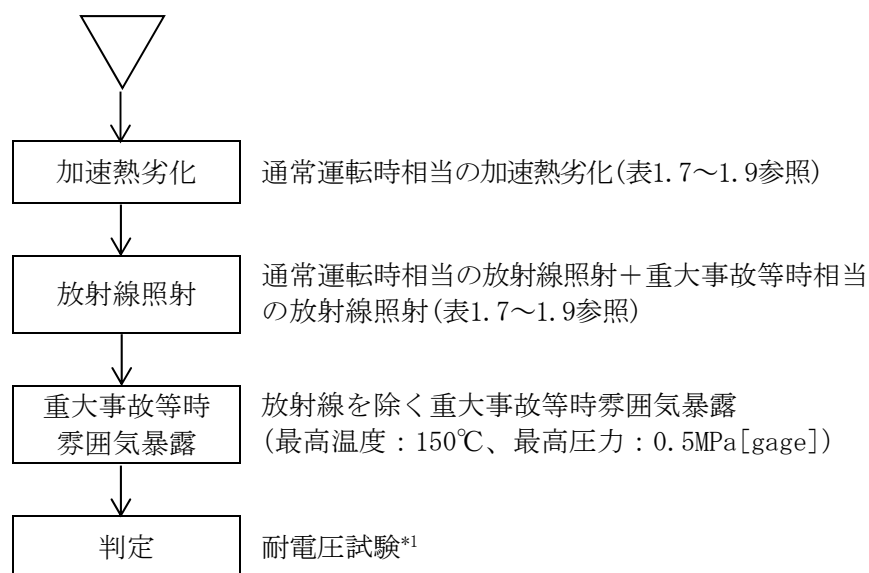 加速熱劣化
通常運転時相当の加速熱劣化(表1.7～1.9参照)
放射線照射
通常運転時相当の放射線照射＋重大事故等時相当
の放射線照射(表1.7～1.9参照)
重大事故等時
雰囲気暴露
放射線を除く重大事故等時雰囲気暴露
(最高温度：150℃、最高圧力：0.5MPa[gage])
判定
耐電圧試験*1